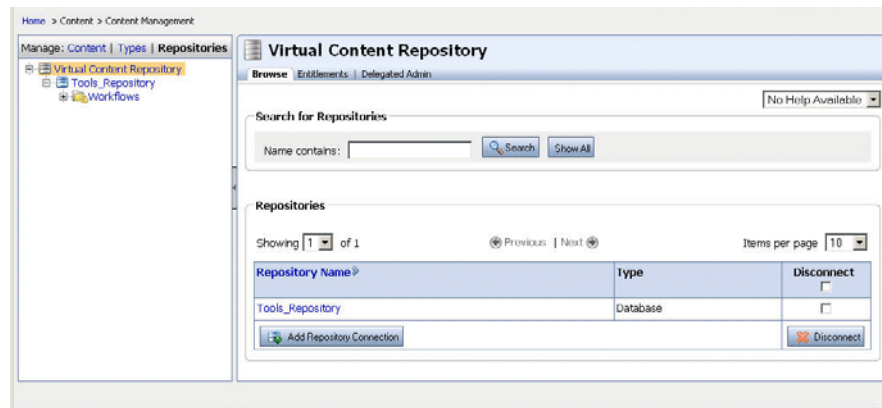 Home > Content > Content Management
Manage: Content | Types | Repositories
Virtual Content Repository
Tools_Repository
Workflows
Virtual Content Repository
Browse Entitlements | Delegated Admin
No Help Available
Search for Repositories
Name contains: Search Show All
Repositories
Showing 1 of 1 Previous | Next Items per page 10
Repository Name Type Disconnect
Tools_Repository Database
Add Repository Connection Disconnect